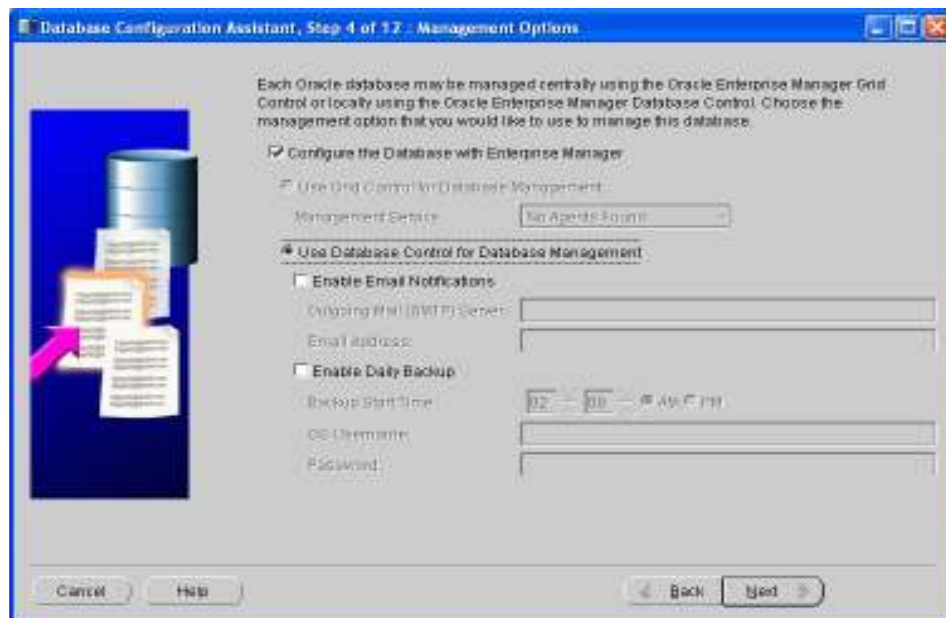 Database Configuration Assistant, Step 4 of 12 : Management Options
Each Oracle database may be managed centrally using the Oracle Enterprise Manager Grid
Control or locally using the Oracle Enterprise Manager Database Control. Choose the
management option that you would like to use to manage this database.
Configure the Database with Enterprise Manager
Use Grid Control for Database Management
Management Service No Agents Found
Use Database Control for Database Management
Enable Email Notifications
Outgoing Mail (SMTP) Server:
Email Address:
Enable Daily Backup
Backup Start Time: 02 00 AM PM
OS Username:
Password:
Cancel Help Back Next